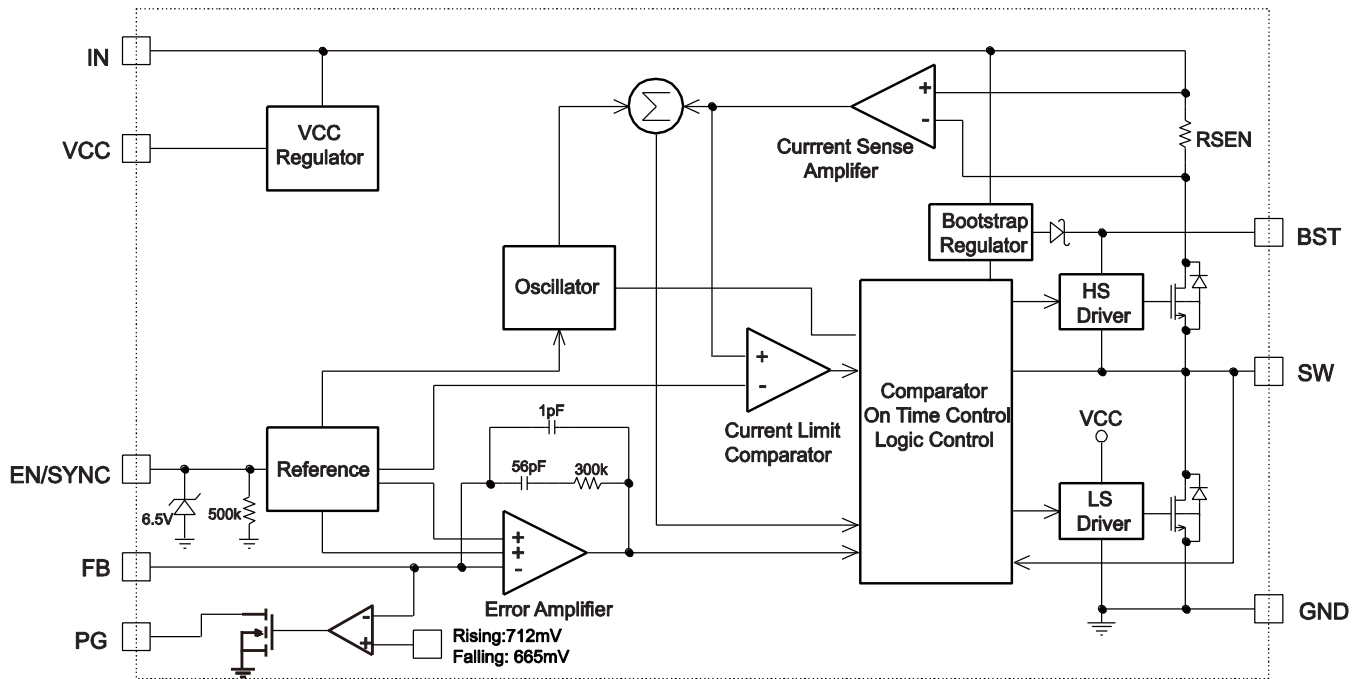 IN
VCC
VCC
Regulator
Σ
+
-
Currrent Sense
Amplifer
RSEN
Bootstrap
Regulator
BST
Oscillator
HS
Driver
+
-
Current Limit
Comparator
Comparator
On Time Control
Logic Control
SW
VCC
1pF
56pF
300k
EN/SYNC
Reference
6.5V
500k
LS
Driver
FB
+
+
-
Error Amplifier
PG
-
+
Rising:712mV
Falling: 665mV
GND